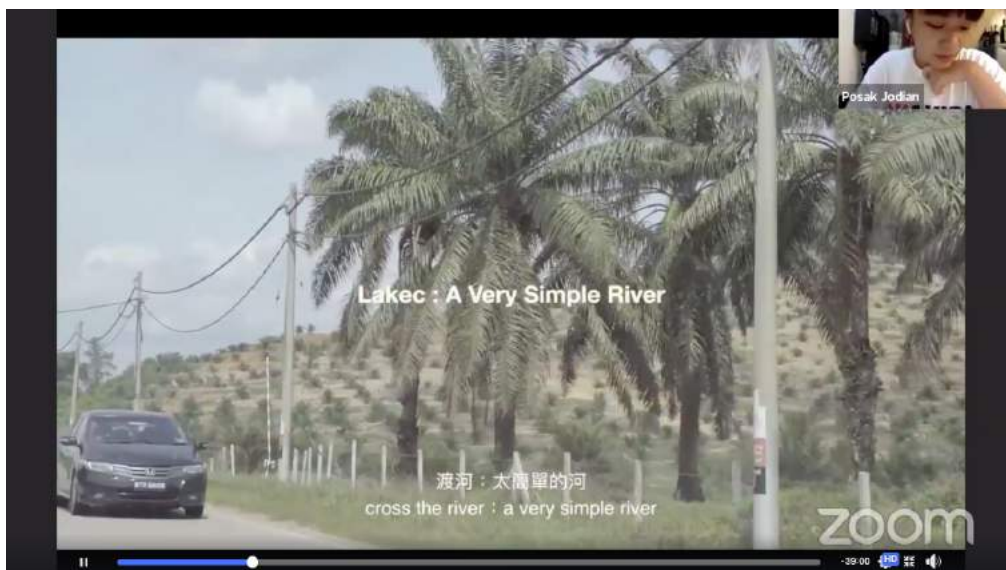 Posak Jodian
Lakec : A Very Simple River
渡河：太簡單的河
cross the river：a very simple river
zoom
-39:00
HD